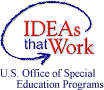 IDEAs
that
Work
U.S. Office of Special
Education Programs